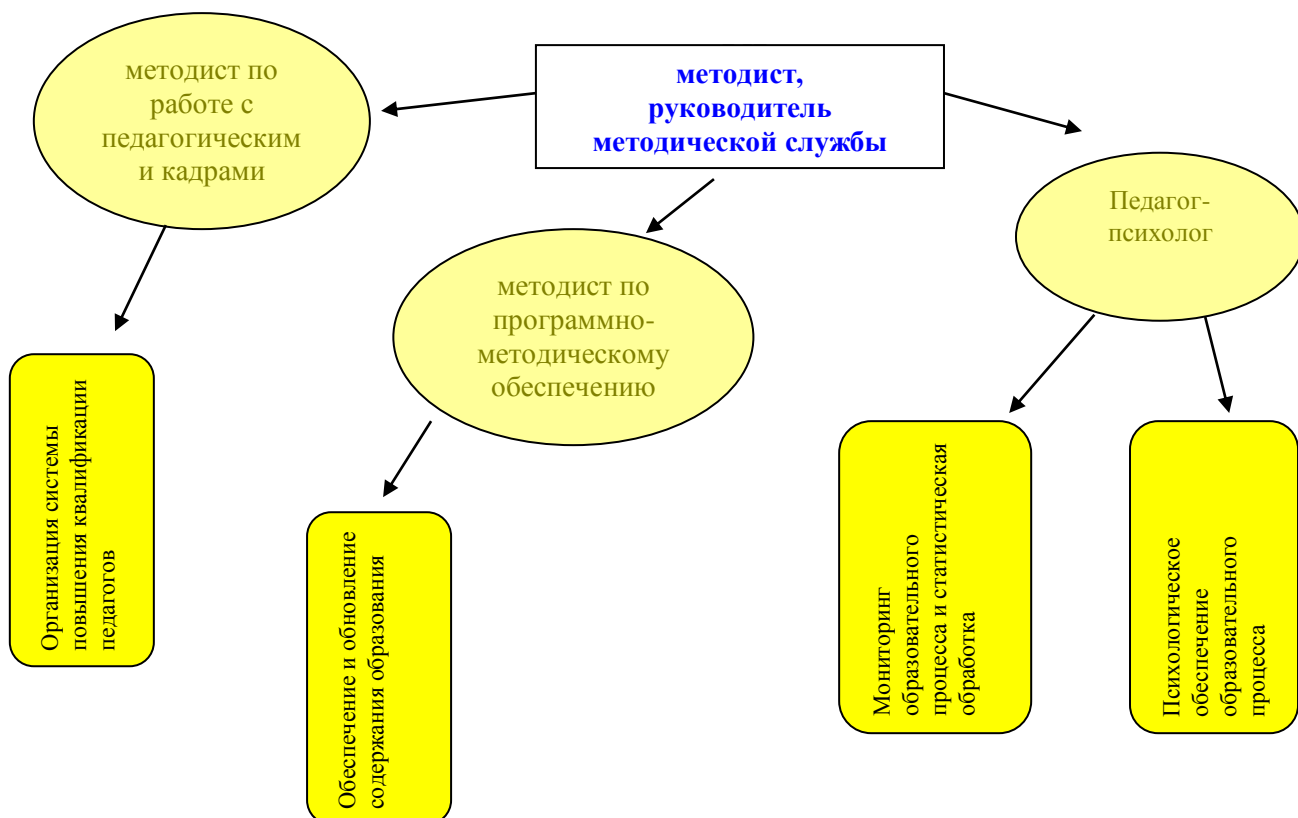 методист по
работе с
педагогическим
и кадрами
методист,
руководитель
методической службы
Педагог-
психолог
методист по
программно-
методическому
обеспечению
Организация системы
повышения квалификации
педагогов
Обеспечение и обновление
содержания образования
Мониторинг
образовательного
процесса и статистическая
обработка
Психологическое
обеспечение
образовательного
процесса